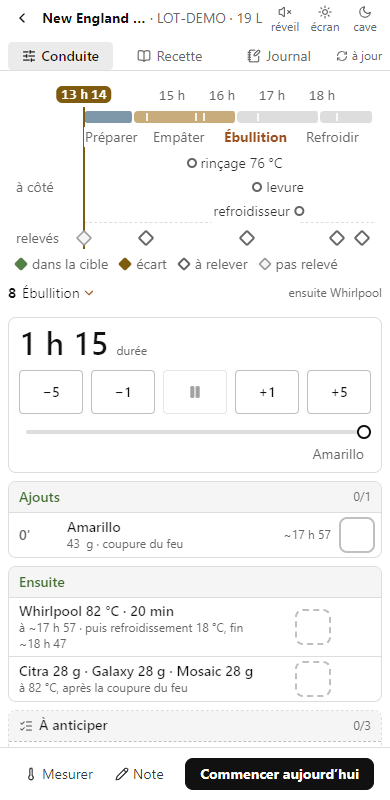 New England ... · LOT-DEMO · 19 L
réveil
écran
cave
Conduite
Recette
Journal
à jour
13 h 14
15 h
16 h
17 h
18 h
Préparer
Empâter
Ébullition
Refroidir
rinçage 76 °C
à côté
levure
refroidisseur
relevés
dans la cible
écart
à relever
pas relevé
8 Ébullition
ensuite Whirlpool
1 h 15 durée
−5
−1
+1
+5
Amarillo
Ajouts
0/1
0′
Amarillo
43 g · coupure du feu
~17 h 57
Ensuite
Whirlpool 82 °C · 20 min
à ~17 h 57 · puis refroidissement 18 °C, fin
~18 h 47
Citra 28 g · Galaxy 28 g · Mosaic 28 g
à 82 °C, après la coupure du feu
À anticiper
0/3
Mesurer
Note
Commencer aujourd’hui